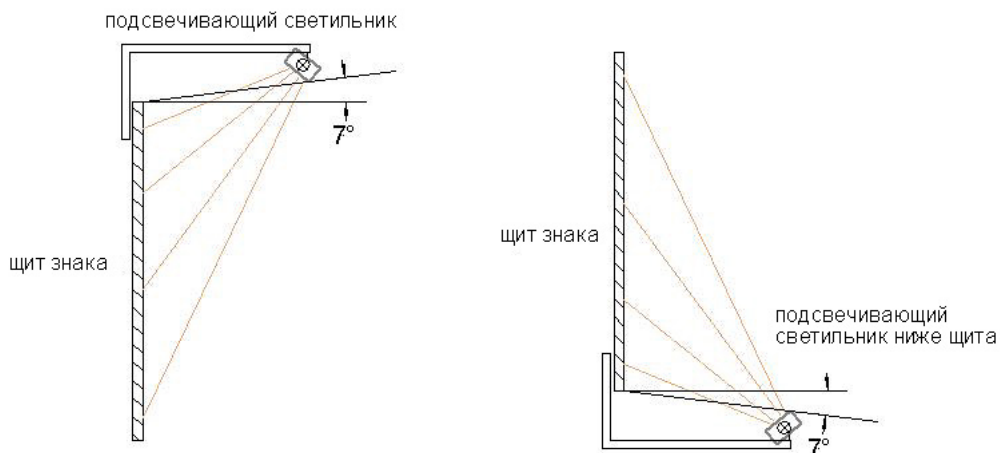 подсвечивающий светильник
7°
щит знака
щит знака
подсвечивающий
светильник ниже щита
7°